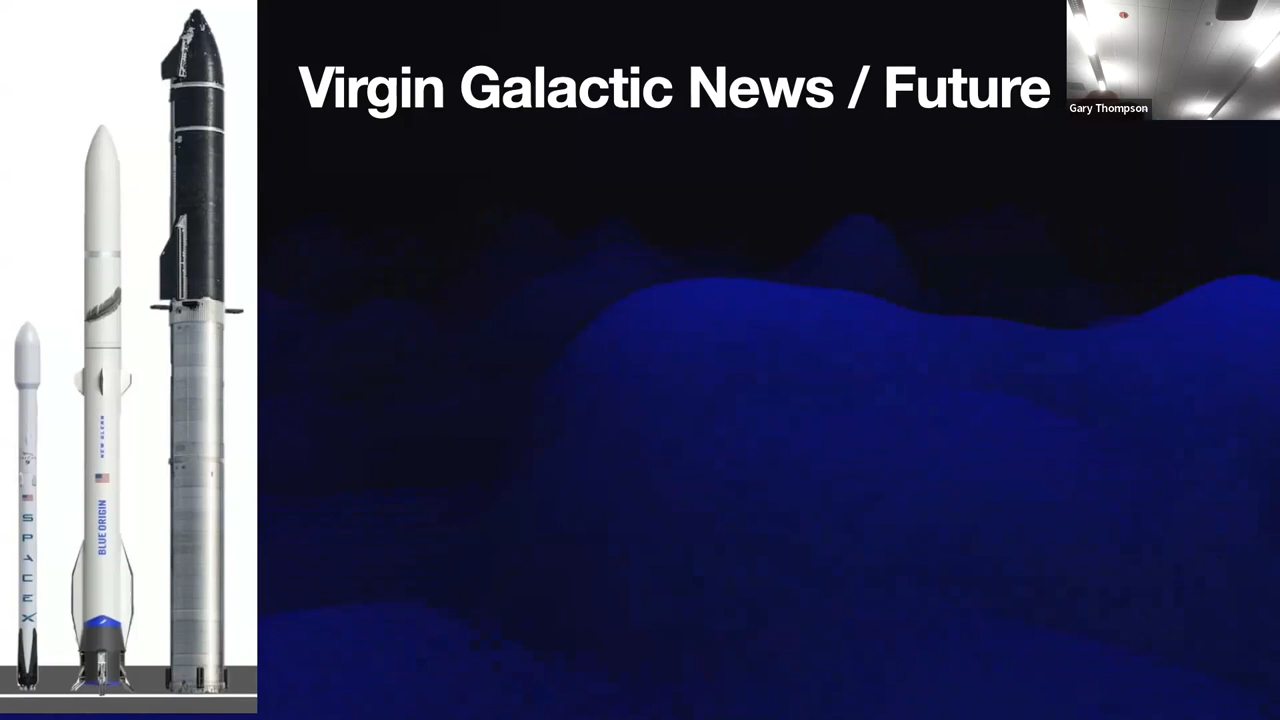 Virgin Galactic News / Future
Gary Thompson
NEW GLENN
BLUE ORIGIN
SPACEX